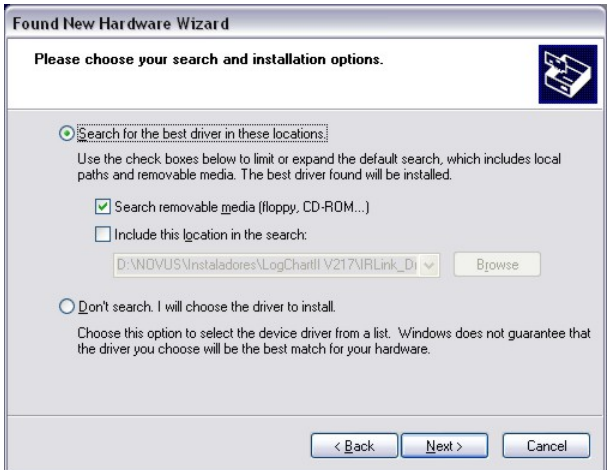 Found New Hardware Wizard
Please choose your search and installation options.
Search for the best driver in these locations.
Use the check boxes below to limit or expand the default search, which includes local
paths and removable media. The best driver found will be installed.
Search removable media (floppy, CD-ROM...)
Include this location in the search:
D:\NOVUS\Instaladores\LogChartII V217\IRLink_Dr
Browse
Don't search. I will choose the driver to install.
Choose this option to select the device driver from a list. Windows does not guarantee that
the driver you choose will be the best match for your hardware.
< Back
Next >
Cancel